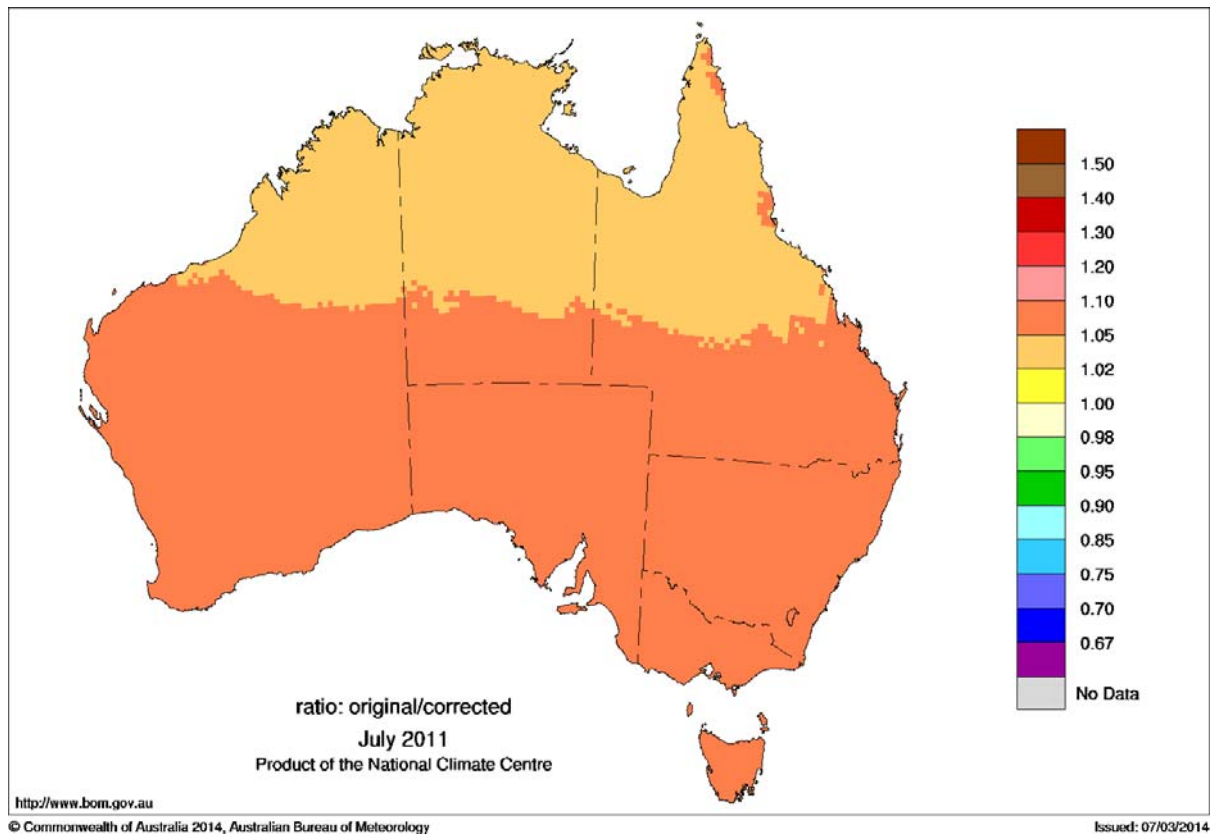 1.50
1.40
1.30
1.20
1.10
1.05
1.02
1.00
0.98
0.95
0.90
0.85
0.75
0.70
0.67
No Data
ratio: original/corrected
July 2011
Product of the National Climate Centre
http://www.bom.gov.au
© Commonwealth of Australia 2014, Australian Bureau of Meteorology
Issued: 07/03/2014